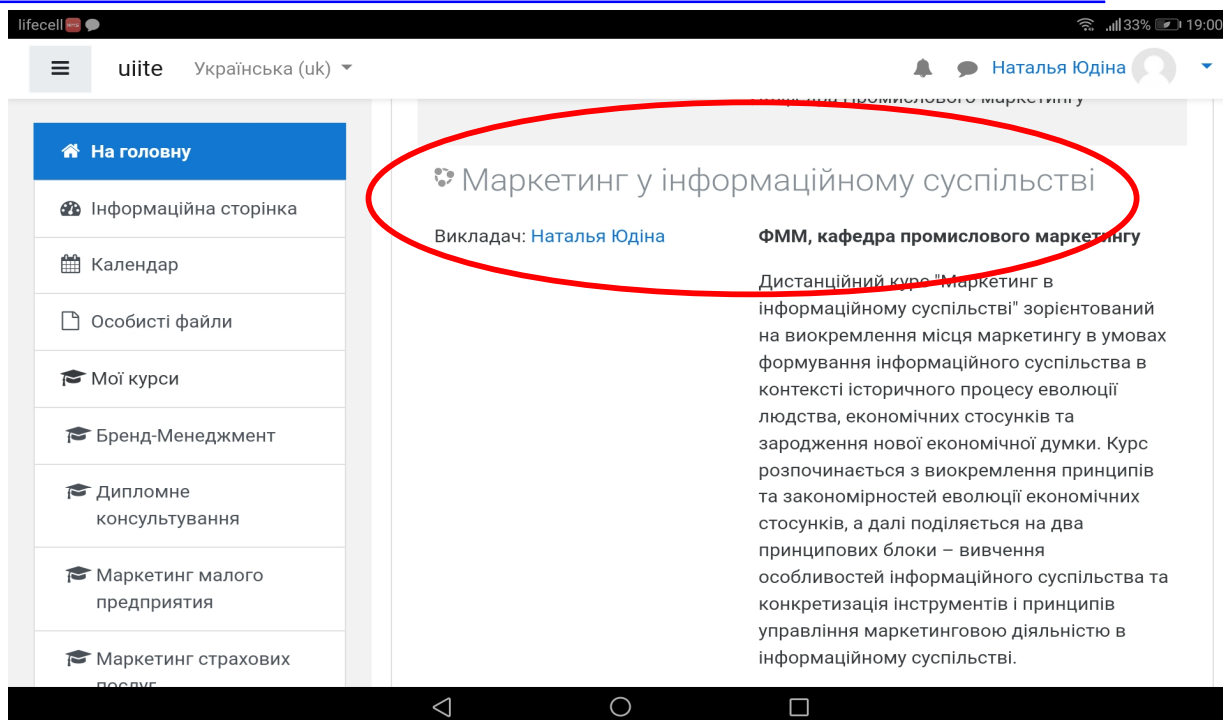 lifecell
33% 19:00
uiite Українська (uk)
Наталья Юдіна
На головну
Інформаційна сторінка
Календар
Особисті файли
Мої курси
Бренд-Менеджмент
Дипломне
консультування
Маркетинг малого
предприятия
Маркетинг страхових
послуг
Промислового маркетингу
Маркетинг у інформаційному суспільстві
Викладач: Наталья Юдіна
ФММ, кафедра промислового маркетингу
Дистанційний курс "Маркетинг в
інформаційному суспільстві" зорієнтований
на виокремлення місця маркетингу в умовах
формування інформаційного суспільства в
контексті історичного процесу еволюції
людства, економічних стосунків та
зародження нової економічної думки. Курс
розпочинається з виокремлення принципів
та закономірностей еволюції економічних
стосунків, а далі поділяється на два
принципових блоки – вивчення
особливостей інформаційного суспільства та
конкретизація інструментів і принципів
управління маркетинговою діяльністю в
інформаційному суспільстві.